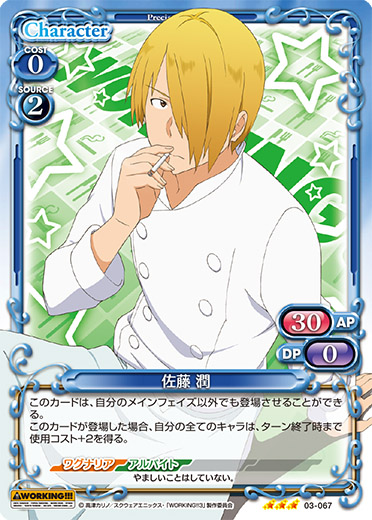 Precio
Character
COST
0
SOURCE
2
WORKING
30 AP
DP 0
佐藤 潤
このカードは、自分のメインフェイズ以外でも登場させることができ
る。
このカードが登場した場合、自分の全てのキャラは、ターン終了時まで
使用コスト+2を得る。
ワグナリア アルバイト
やましいことはしていない。
WORKING!!!
© 高津カリノ/スクウェアエニックス・「WORKING!!3」製作委員会
03-067